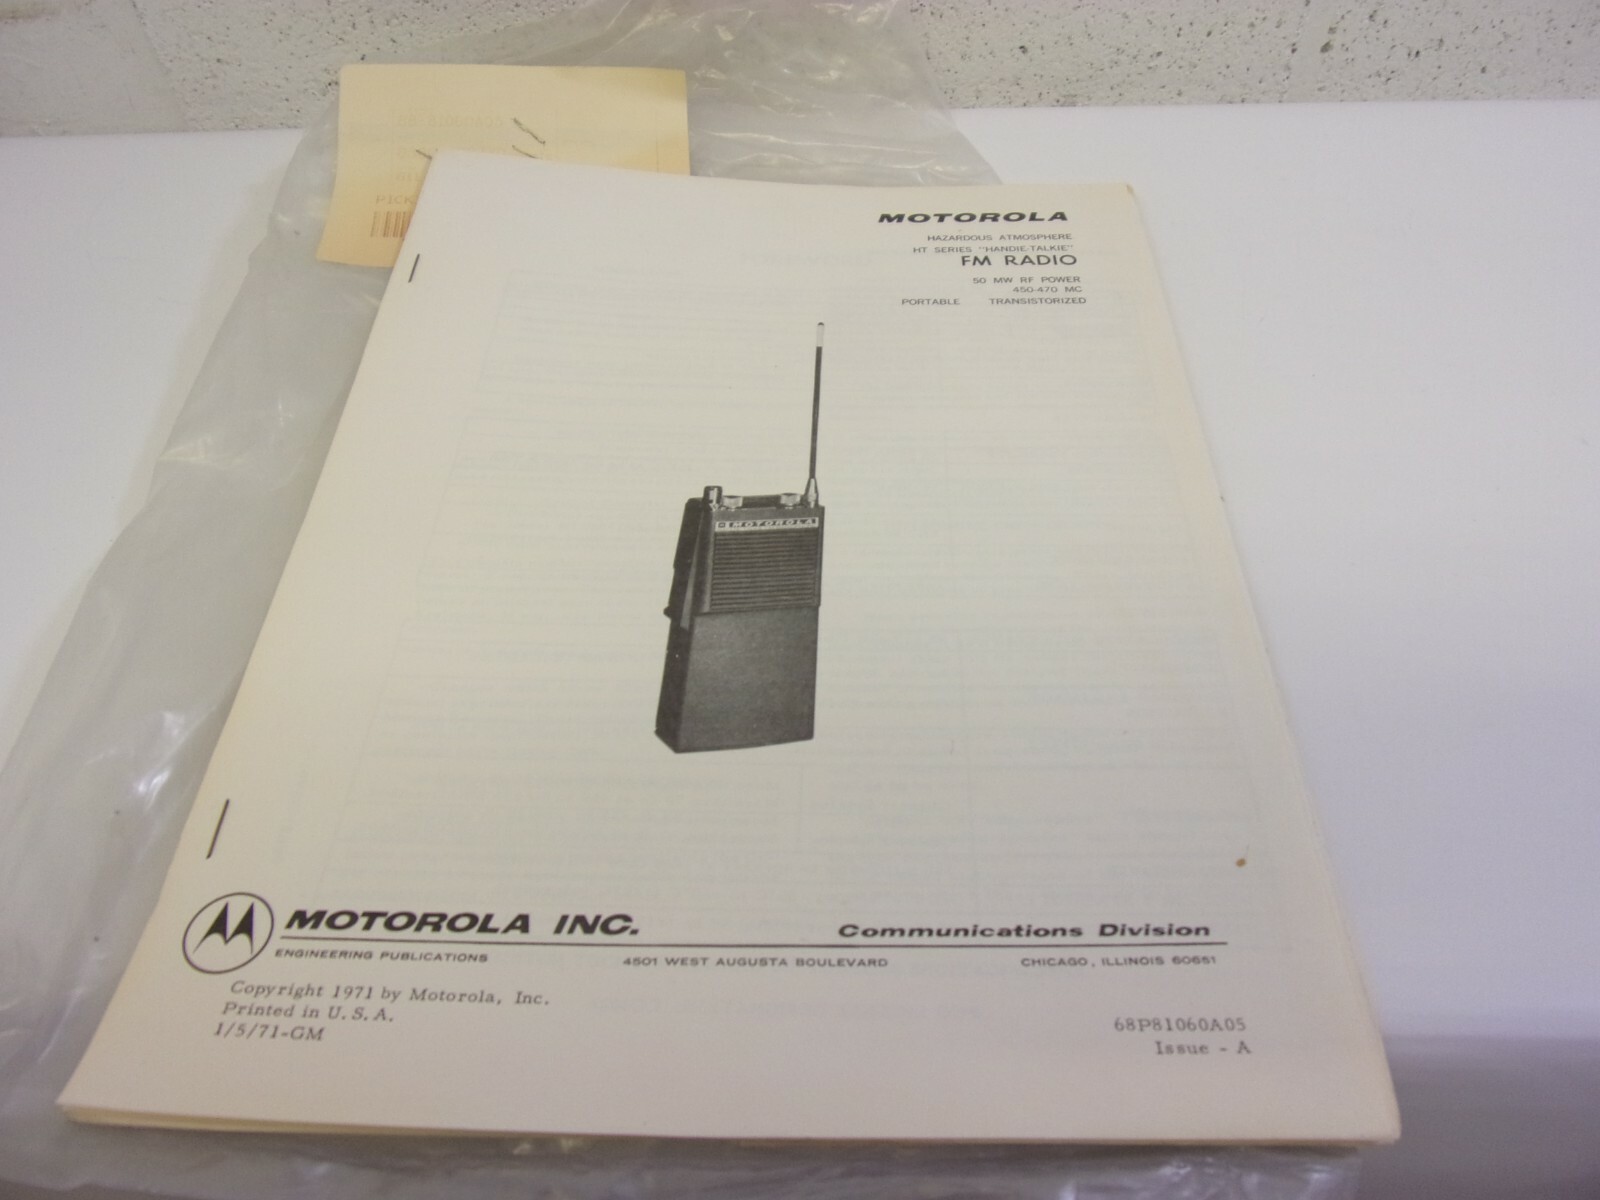 PICK
MOTOROLA
HAZARDOUS ATMOSPHERE
HT SERIES "HANDIE-TALKIE"
FM RADIO
50 MW RF POWER
450-470 MC
PORTABLE TRANSISTORIZED
MOTOROLA
MOTOROLA INC. Communications Division
ENGINEERING PUBLICATIONS 4501 WEST AUGUSTA BOULEVARD CHICAGO, ILLINOIS 60651
Copyright 1971 by Motorola, Inc.
Printed in U.S.A.
1/5/71-GM
68P81060A05
Issue - A